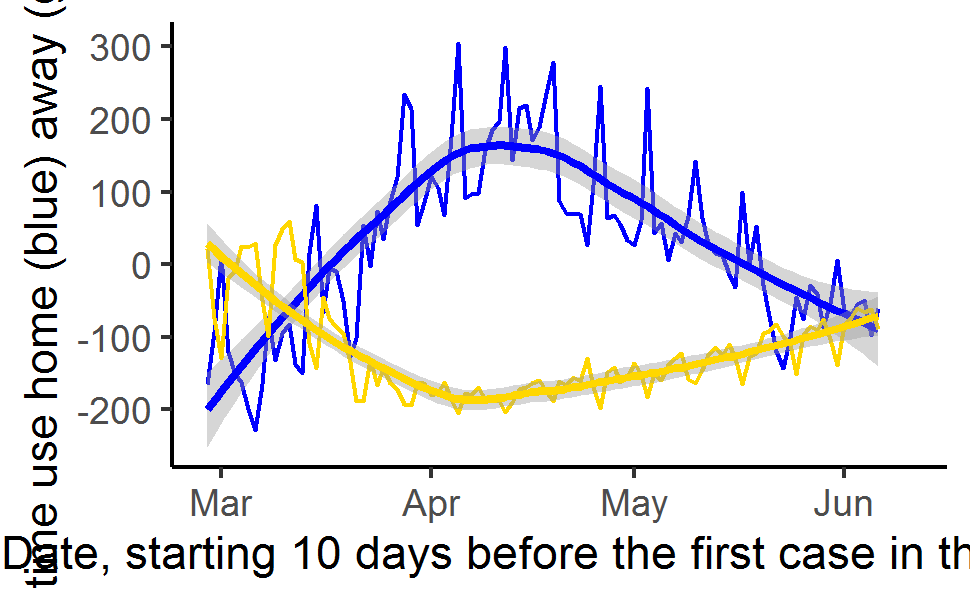 time use home (blue) away (
300
200
100
0
-100
-200
Mar Apr May Jun
Date, starting 10 days before the first case in th